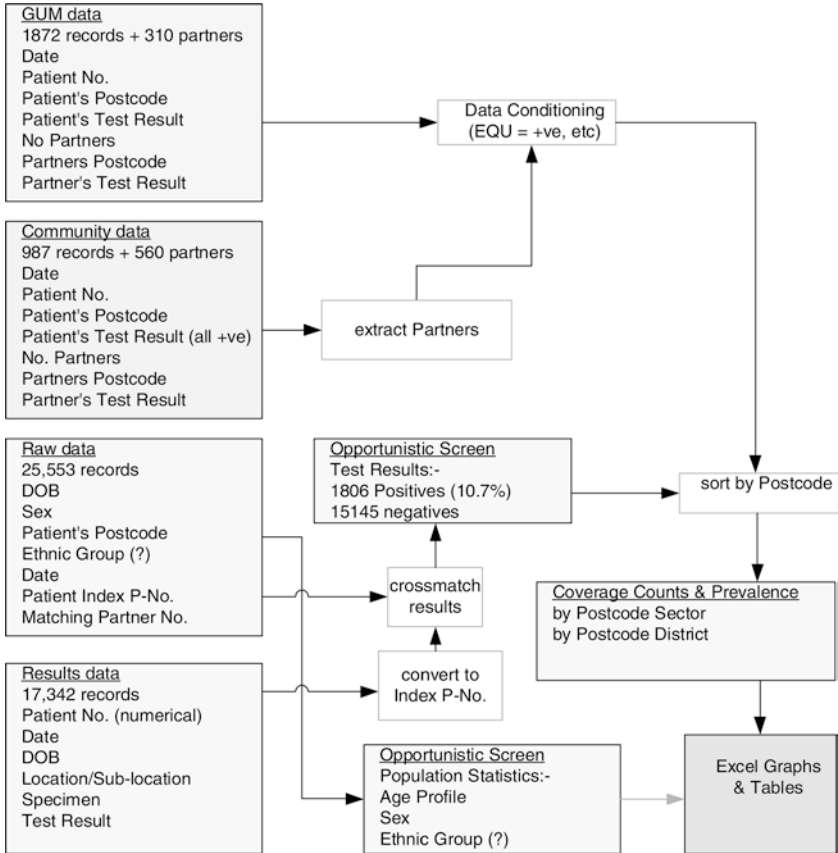 GUM data
1872 records + 310 partners
Date
Patient No.
Patient's Postcode
Patient's Test Result
No Partners
Partners Postcode
Partner's Test Result
Data Conditioning
(EQU = +ve, etc)
Community data
987 records + 560 partners
Date
Patient No.
Patient's Postcode
Patient's Test Result (all +ve)
No. Partners
Partners Postcode
Partner's Test Result
extract Partners
Raw data
25,553 records
DOB
Sex
Patient's Postcode
Ethnic Group (?)
Date
Patient Index P-No.
Matching Partner No.
Opportunistic Screen
Test Results:-
1806 Positives (10.7%)
15145 negatives
sort by Postcode
crossmatch
results
Coverage Counts & Prevalence
by Postcode Sector
by Postcode District
Results data
17,342 records
Patient No. (numerical)
Date
DOB
Location/Sub-location
Specimen
Test Result
convert to
Index P-No.
Opportunistic Screen
Population Statistics:-
Age Profile
Sex
Ethnic Group (?)
Excel Graphs
& Tables